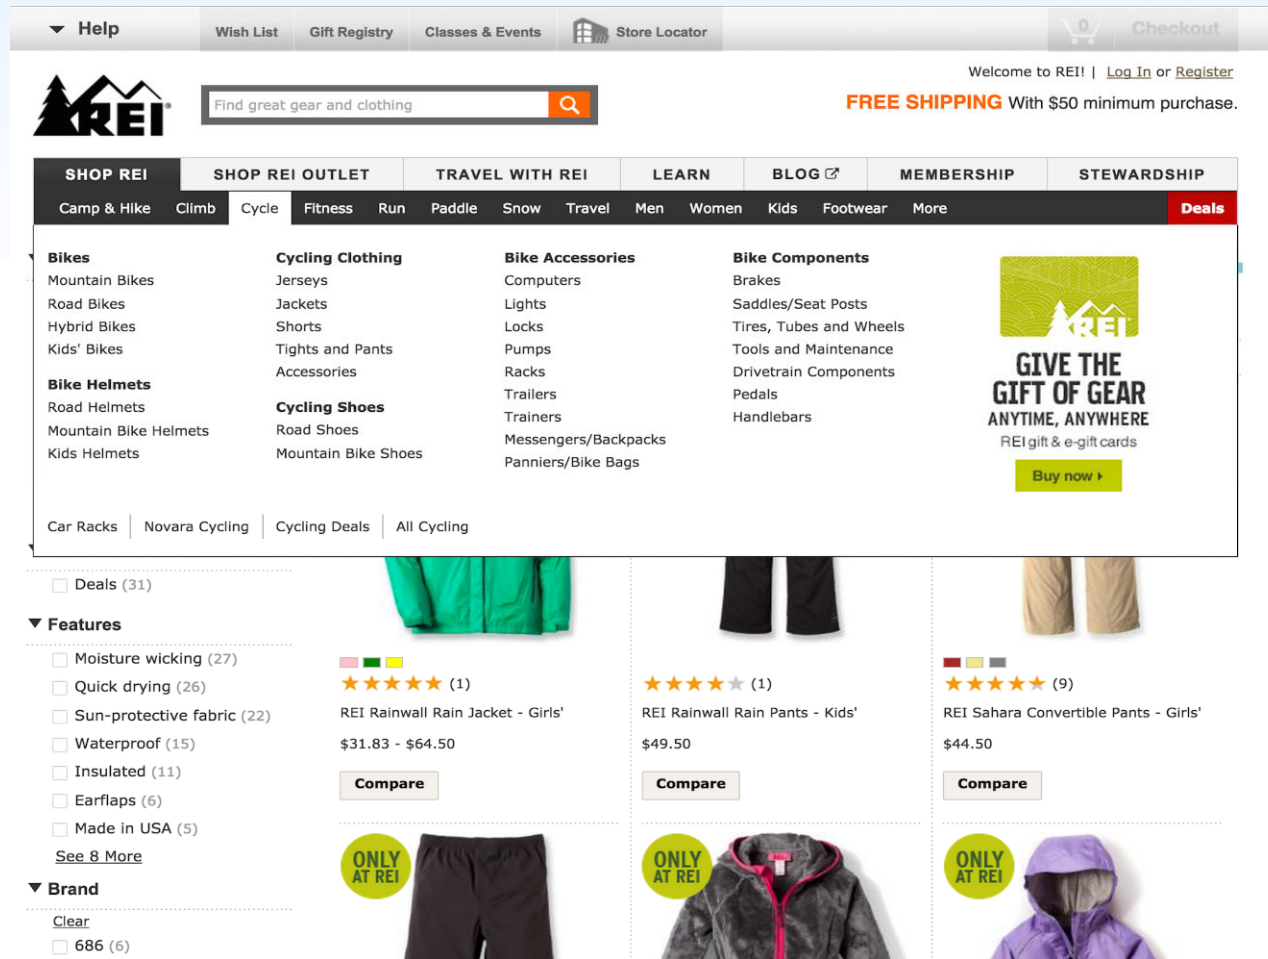 Help
Wish List
Gift Registry
Classes & Events
Store Locator
0
Checkout
Welcome to REI! | Log In or Register
REI
Find great gear and clothing
FREE SHIPPING With $50 minimum purchase.
SHOP REI
SHOP REI OUTLET
TRAVEL WITH REI
LEARN
BLOG
MEMBERSHIP
STEWARDSHIP
Camp & Hike
Climb
Cycle
Fitness
Run
Paddle
Snow
Travel
Men
Women
Kids
Footwear
More
Deals
Bikes
Mountain Bikes
Road Bikes
Hybrid Bikes
Kids' Bikes
Bike Helmets
Road Helmets
Mountain Bike Helmets
Kids Helmets
Cycling Clothing
Jerseys
Jackets
Shorts
Tights and Pants
Accessories
Cycling Shoes
Road Shoes
Mountain Bike Shoes
Bike Accessories
Computers
Lights
Locks
Pumps
Racks
Trailers
Trainers
Messengers/Backpacks
Panniers/Bike Bags
Bike Components
Brakes
Saddles/Seat Posts
Tires, Tubes and Wheels
Tools and Maintenance
Drivetrain Components
Pedals
Handlebars
REI
GIVE THE
GIFT OF GEAR
ANYTIME, ANYWHERE
REI gift & e-gift cards
Buy now
Car Racks
Novara Cycling
Cycling Deals
All Cycling
Deals (31)
Features
Moisture wicking (27)
Quick drying (26)
Sun-protective fabric (22)
Waterproof (15)
Insulated (11)
Earflaps (6)
Made in USA (5)
See 8 More
Brand
Clear
686 (6)
(1)
REI Rainwall Rain Jacket - Girls'
$31.83 - $64.50
Compare
(1)
REI Rainwall Rain Pants - Kids'
$49.50
Compare
(9)
REI Sahara Convertible Pants - Girls'
$44.50
Compare
ONLY
AT REI
ONLY
AT REI
ONLY
AT REI